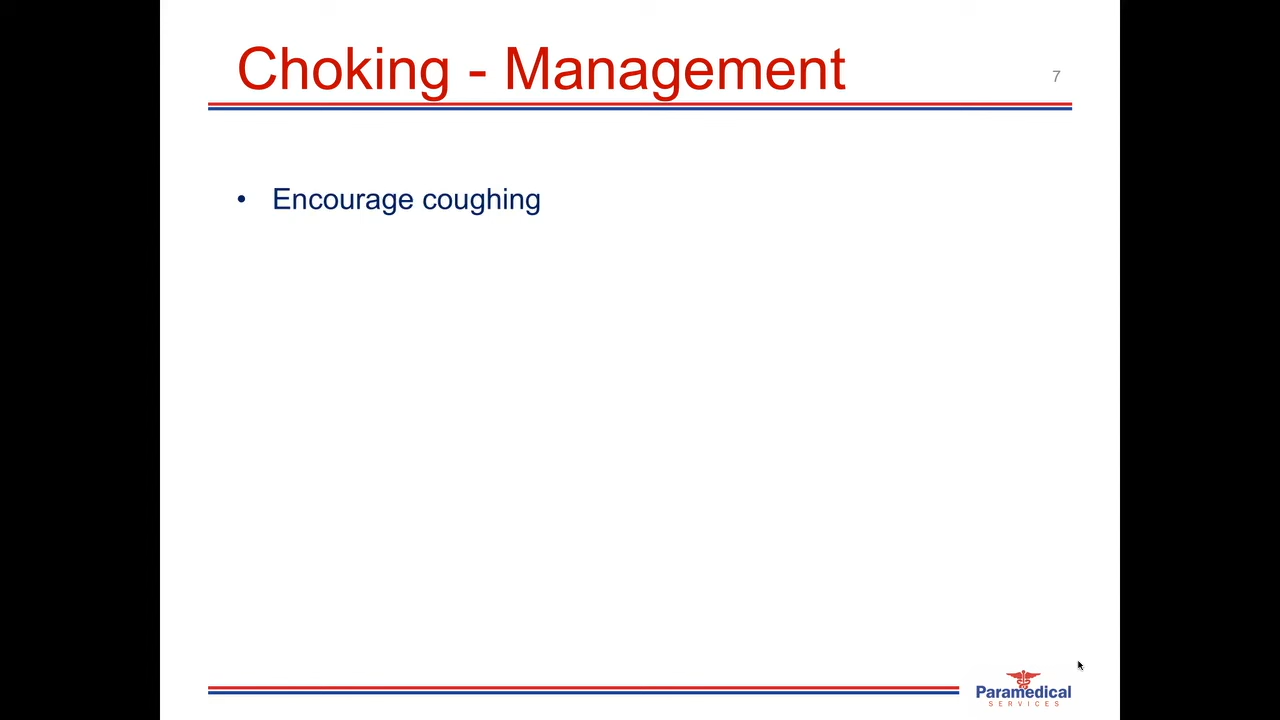 Choking - Management
7
• Encourage coughing
Paramedical
SERVICES